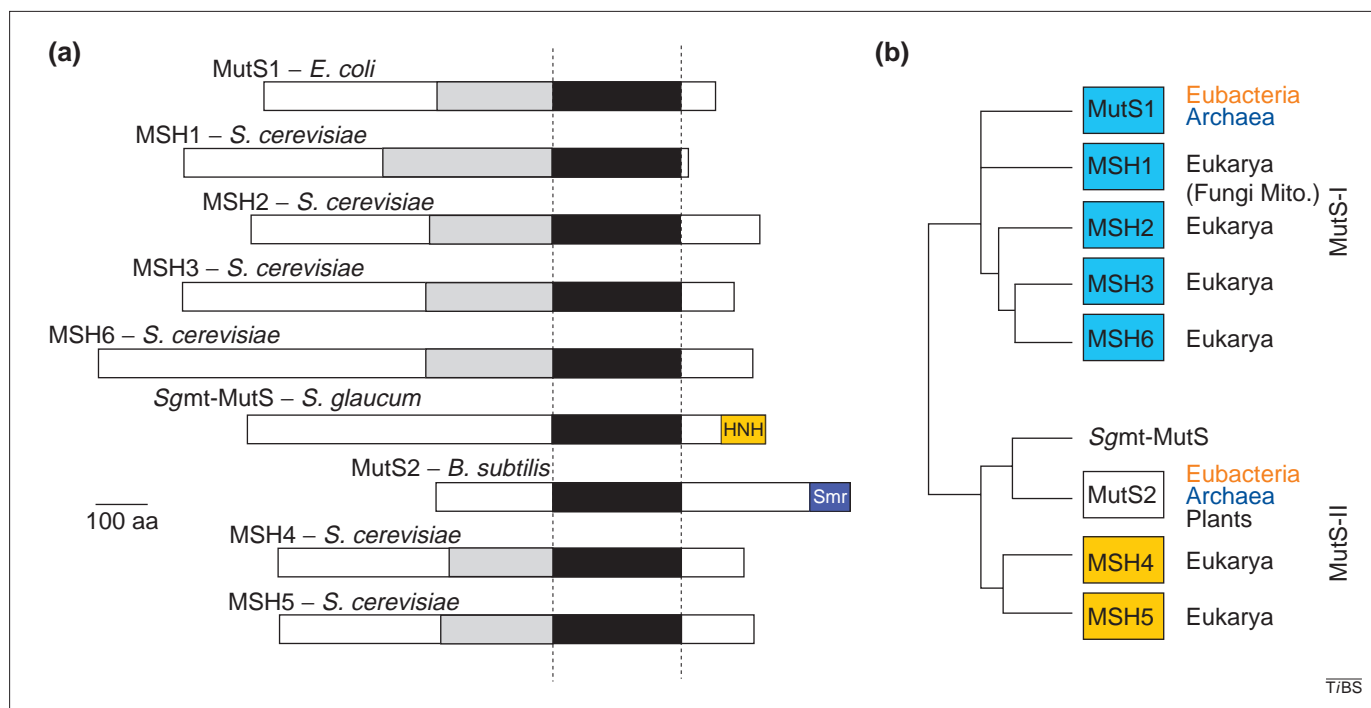 (a)
MutS1 – E. coli
MSH1 – S. cerevisiae
MSH2 – S. cerevisiae
MSH3 – S. cerevisiae
MSH6 – S. cerevisiae
Sgmt-MutS – S. glaucum
HNH
MutS2 – B. subtilis
Smr
100 aa
MSH4 – S. cerevisiae
MSH5 – S. cerevisiae
(b)
MutS1
Eubacteria
Archaea
MSH1
Eukarya
(Fungi Mito.)
MSH2
Eukarya
MSH3
Eukarya
MSH6
Eukarya
MutS-I
Sgmt-MutS
MutS2
Eubacteria
Archaea
Plants
MSH4
Eukarya
MSH5
Eukarya
MutS-II
TiBS